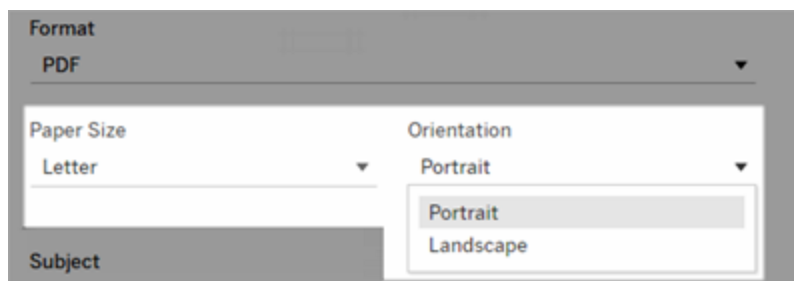 Format
PDF
Paper Size
Orientation
Letter
Portrait
Portrait
Landscape
Subject